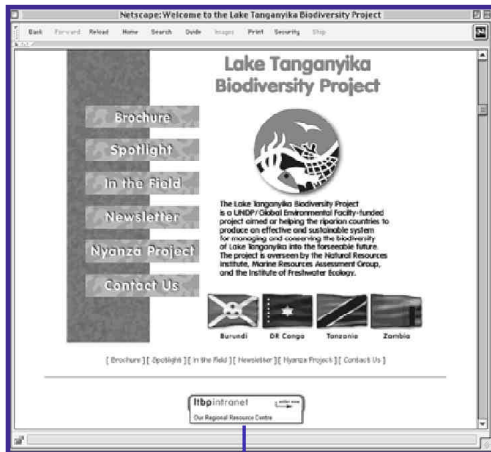 Netscape: Welcome to the Lake Tanganyika Biodiversity Project
Back Forward Reload Home Search Guide Images Print Security Stop
Lake Tanganyika
Biodiversity Project
Brochure
Spotlight
In the Field
Newsletter
Nyanza Project
Contact Us
The Lake Tanganyika Biodiversity Project
is a UNDP/Global Environmental Facility-funded
project aimed at helping the riparian countries to
produce an effective and sustainable system
for managing and conserving the biodiversity
of Lake Tanganyika into the forseeable future.
The project is overseen by the Natural Resources
Institute, Marine Resources Assessment Group,
and the Institute of Freshwater Ecology.
Burundi DR Congo Tanzania Zambia
[ Brochure ] [ Spotlight ] [ In the Field ] [ Newsletter ] [ Nyanza Project ] [ Contact Us ]
ltbpintranet
Our Regional Resource Centre